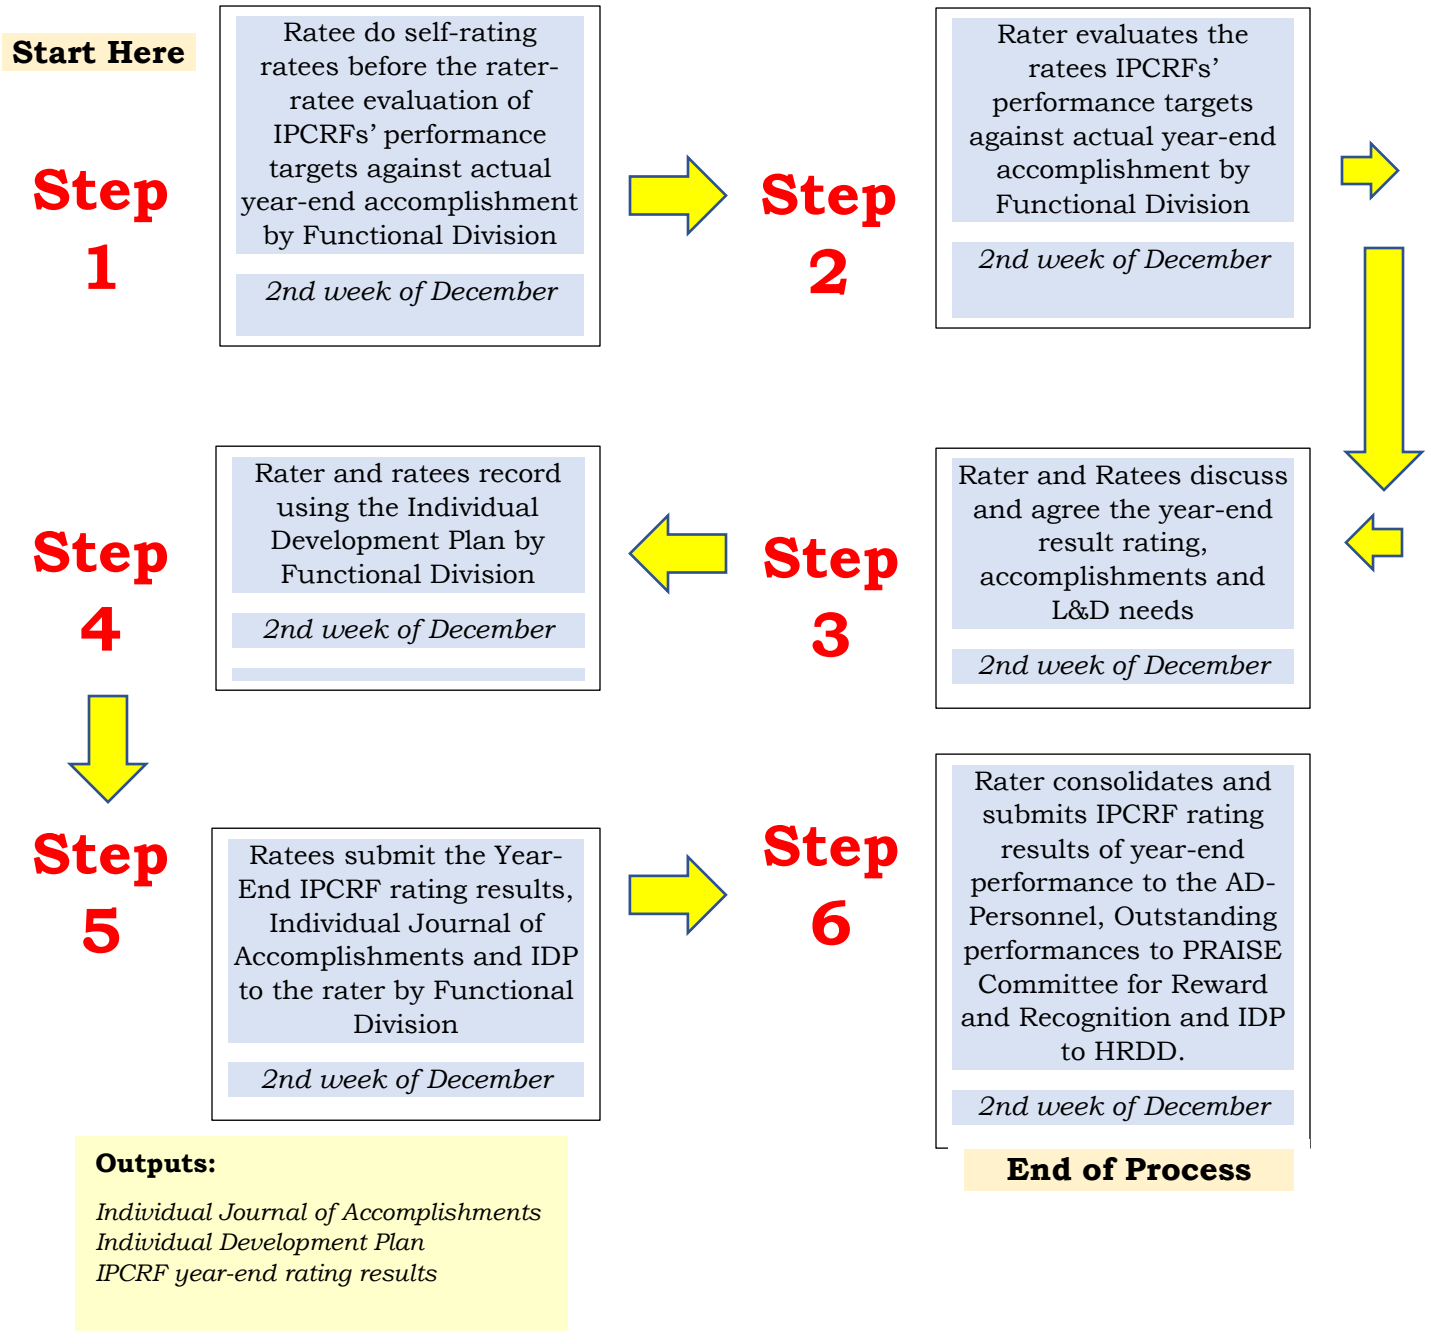 Start Here
Step
1
Ratee do self-rating
ratees before the rater-
ratee evaluation of
IPCRFs’ performance
targets against actual
year-end accomplishment
by Functional Division
2nd week of December
Step
2
Rater evaluates the
ratees IPCRFs’
performance targets
against actual year-end
accomplishment by
Functional Division
2nd week of December
Step
3
Rater and Ratees discuss
and agree the year-end
result rating,
accomplishments and
L&D needs
2nd week of December
Step
4
Rater and ratees record
using the Individual
Development Plan by
Functional Division
2nd week of December
Step
5
Ratees submit the Year-
End IPCRF rating results,
Individual Journal of
Accomplishments and IDP
to the rater by Functional
Division
2nd week of December
Step
6
Rater consolidates and
submits IPCRF rating
results of year-end
performance to the AD-
Personnel, Outstanding
performances to PRAISE
Committee for Reward
and Recognition and IDP
to HRDD.
2nd week of December
End of Process
Outputs:
Individual Journal of Accomplishments
Individual Development Plan
IPCRF year-end rating results